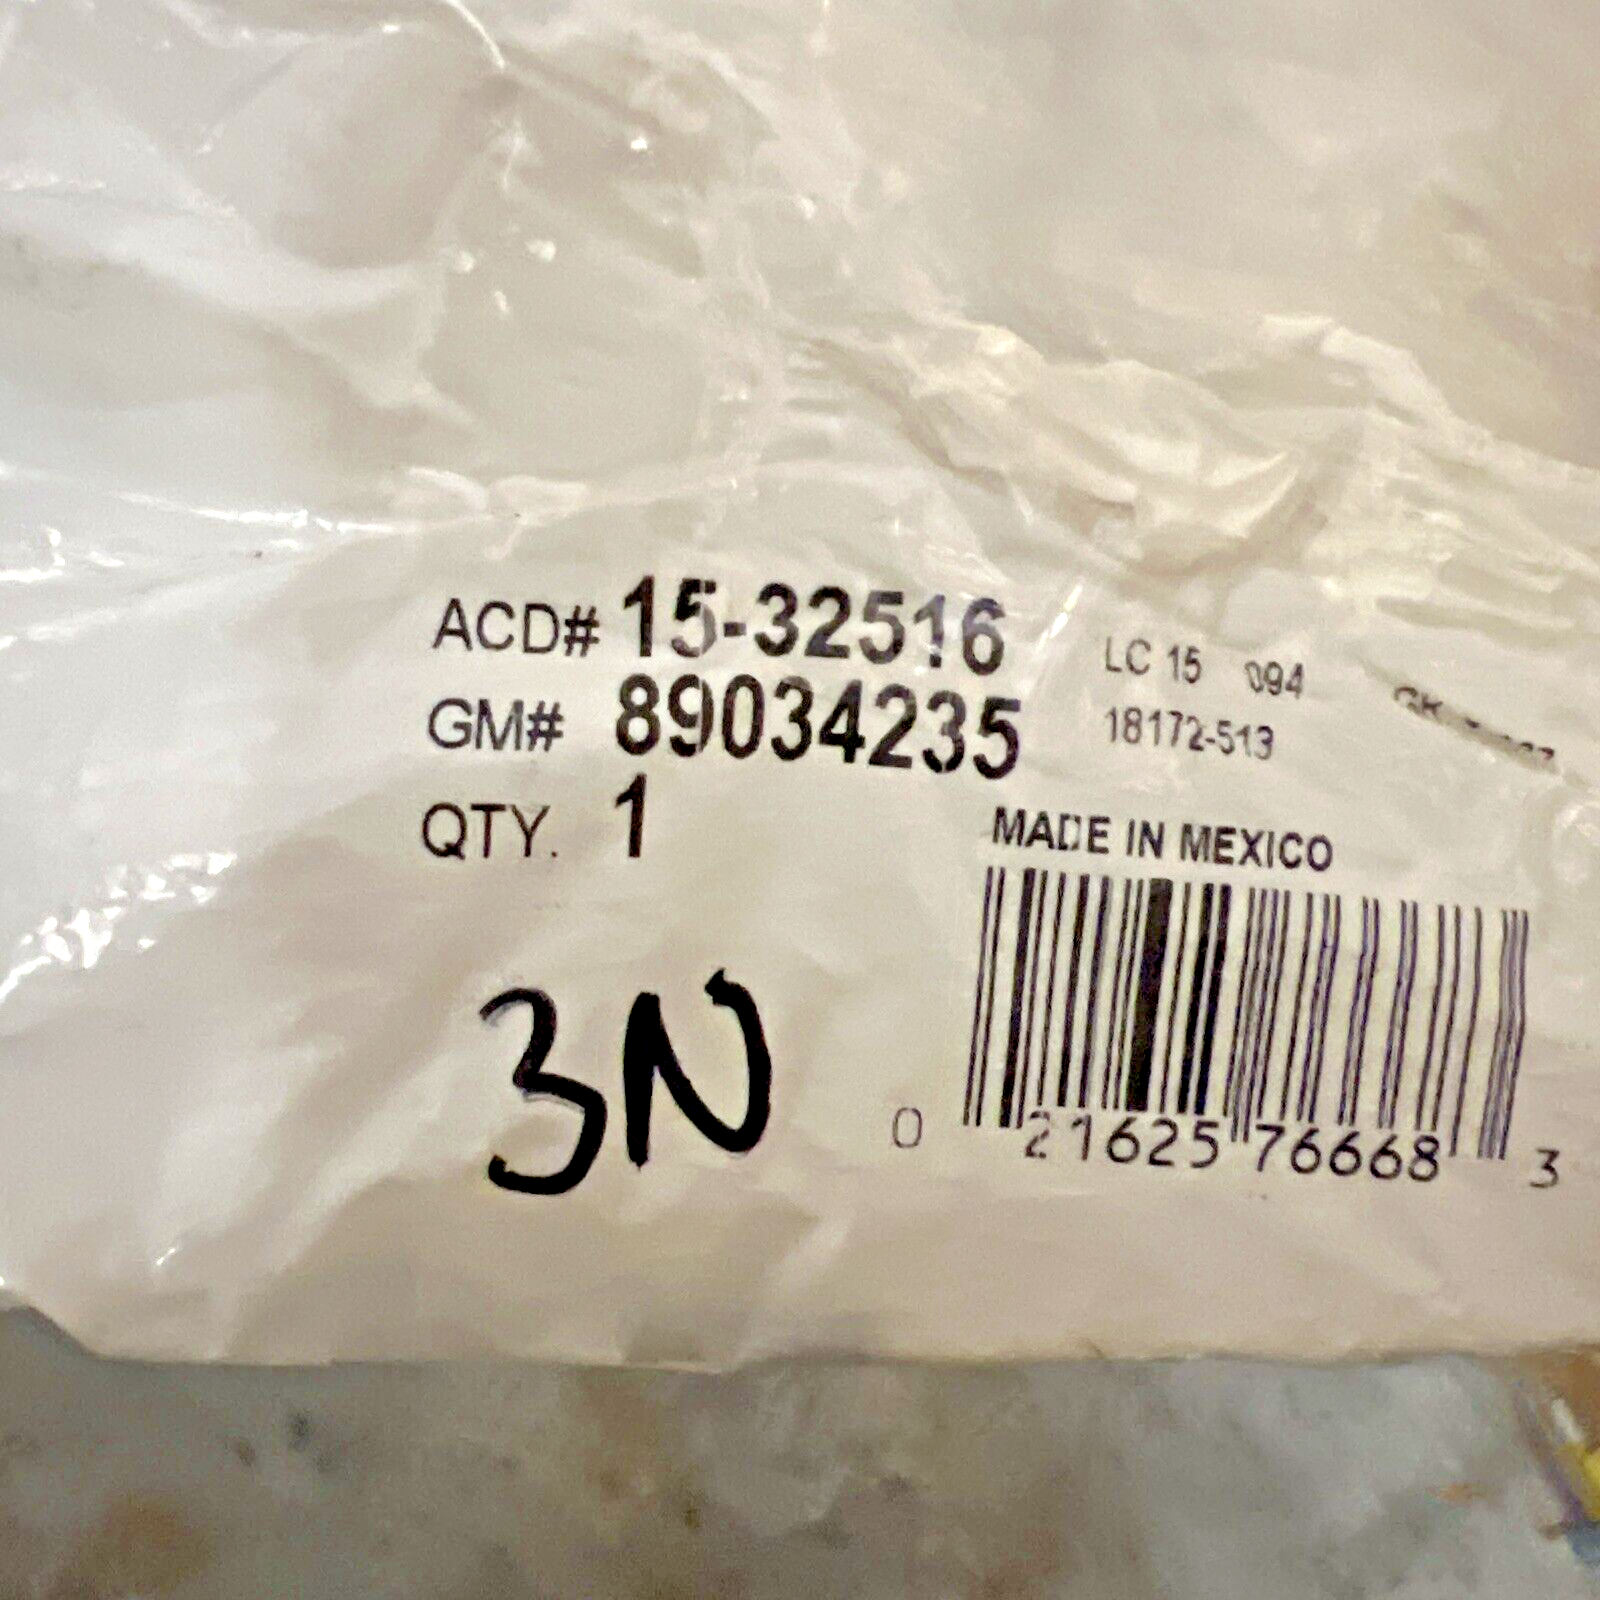 ACD# 15-32516
GM# 89034235
QTY. 1
LC 15 094
18172-513
MADE IN MEXICO
3N
0 21625 76668 3